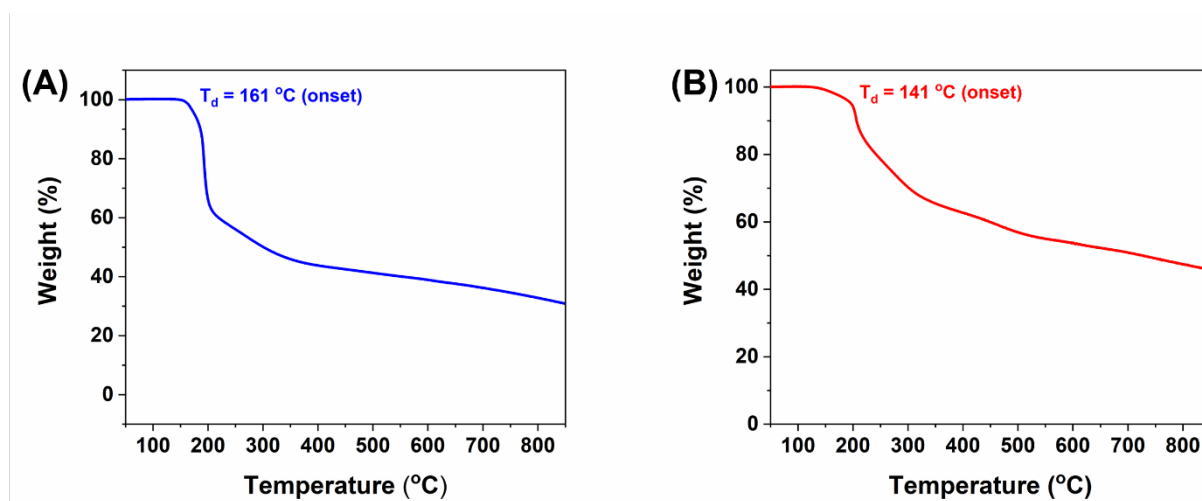 (A)
T_d = 161 °C (onset)
100
80
60
40
20
0
Weight (%)
100 200 300 400 500 600 700 800
Temperature (°C)
(B)
T_d = 141 °C (onset)
100
80
60
40
20
0
Weight (%)
100 200 300 400 500 600 700 800
Temperature (°C)